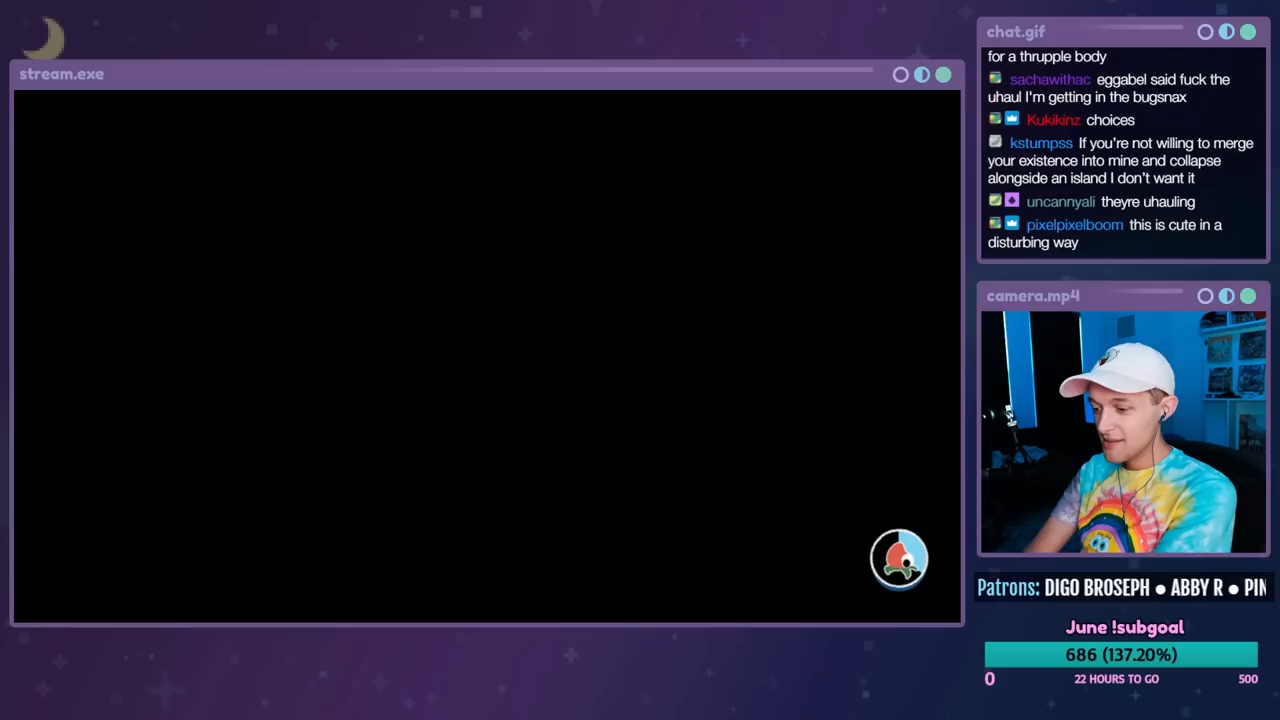 stream.exe
chat.gif
for a thrupple body
sachawithac eggabel said fuck the
uhaul I'm getting in the bugsnax
Kukikinz choices
kstumpss If you're not willing to merge
your existence into mine and collapse
alongside an island I don't want it
uncannyali theyre uhauling
pixelpixelboom this is cute in a
disturbing way
camera.mp4
Patrons: DIGO BROSEPH ● ABBY R ● PIN
June !subgoal
686 (137.20%)
0 22 HOURS TO GO 500